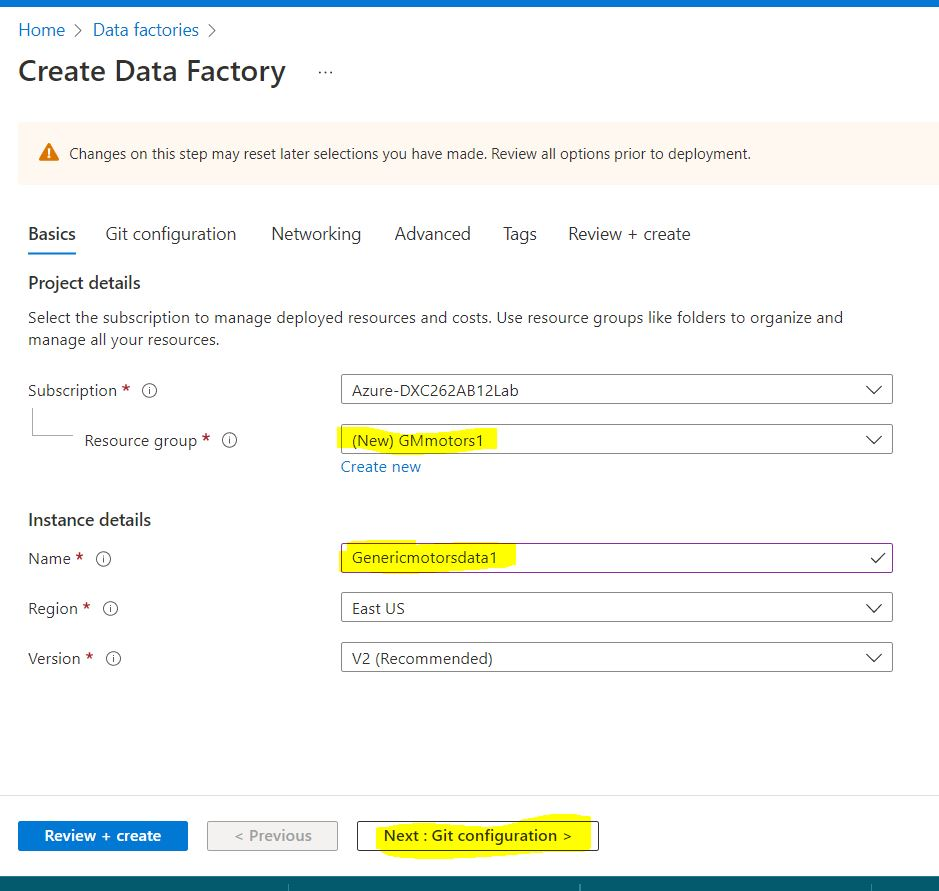 Home > Data factories >
Create Data Factory ...
Changes on this step may reset later selections you have made. Review all options prior to deployment.
Basics Git configuration Networking Advanced Tags Review + create
Project details
Select the subscription to manage deployed resources and costs. Use resource groups like folders to organize and
manage all your resources.
Subscription * Azure-DXC262AB12Lab
Resource group * (New) GMmotors1
Create new
Instance details
Name * Genericmotorsdata1
Region * East US
Version * V2 (Recommended)
Review + create < Previous Next : Git configuration >